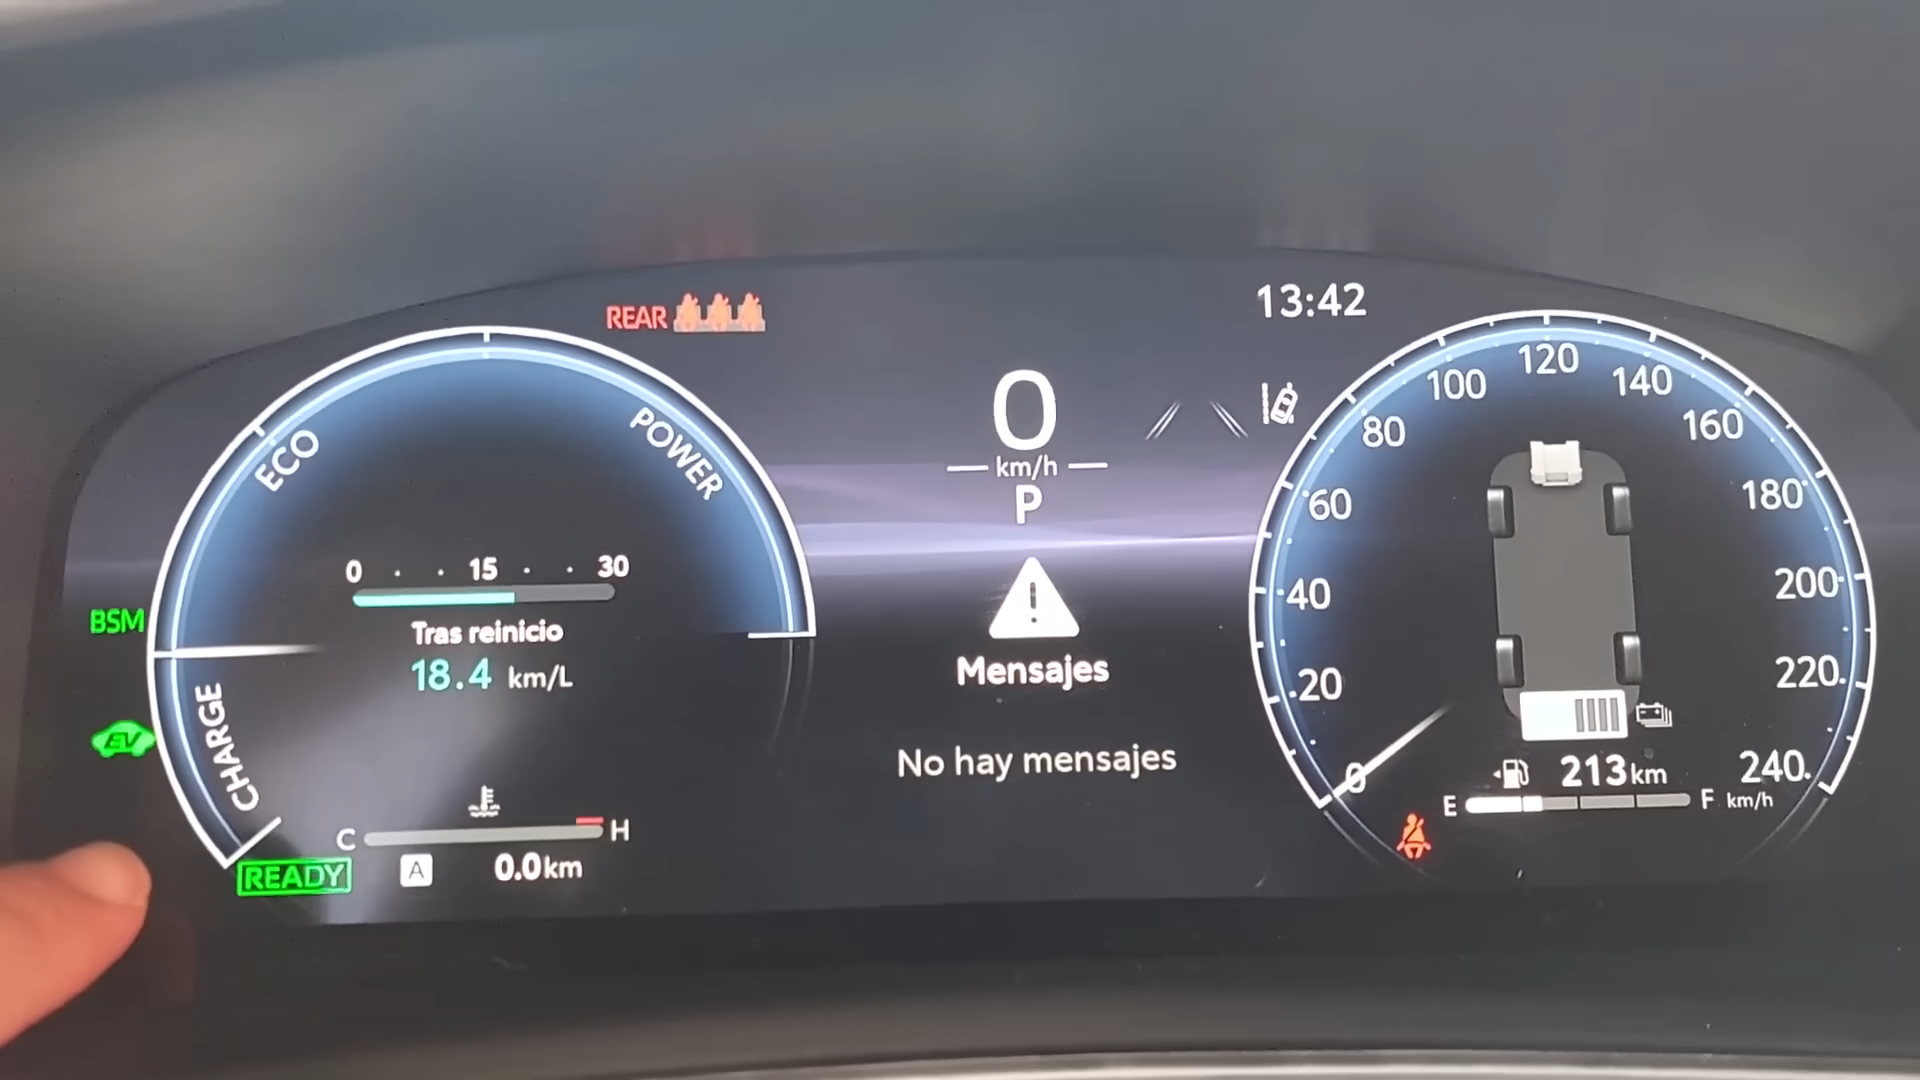 REAR
13:42
0
km/h
P
ECO
POWER
CHARGE
0 15 30
Tras reinicio
18.4 km/L
BSM
EV
C H
READY
A 0.0km
Mensajes
No hay mensajes
0
20
40
60
80
100
120
140
160
180
200
220
240
km/h
213km
E F